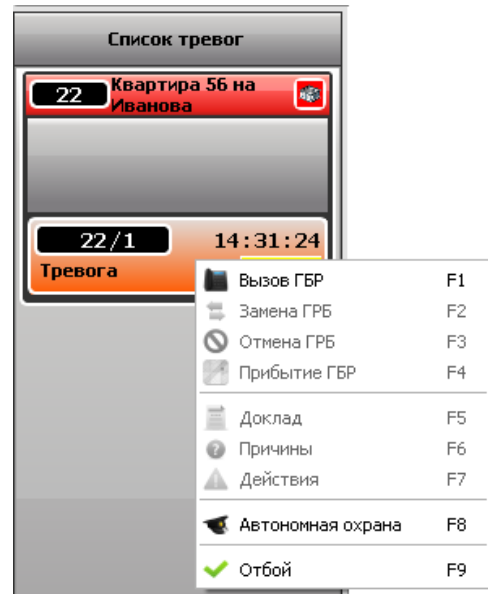 Список тревог
22 Квартира 56 на
Иванова
22/1 14:31:24
Тревога
Вызов ГБР F1
Замена ГРБ F2
Отмена ГРБ F3
Прибытие ГБР F4
Доклад F5
Причины F6
Действия F7
Автономная охрана F8
Отбой F9